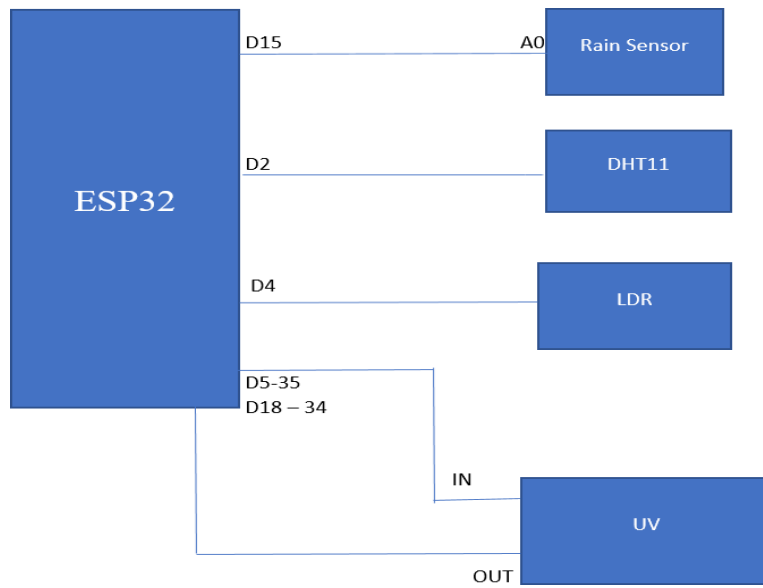 D15
A0
Rain Sensor
D2
DHT11
ESP32
D4
LDR
D5-35
D18 – 34
IN
UV
OUT